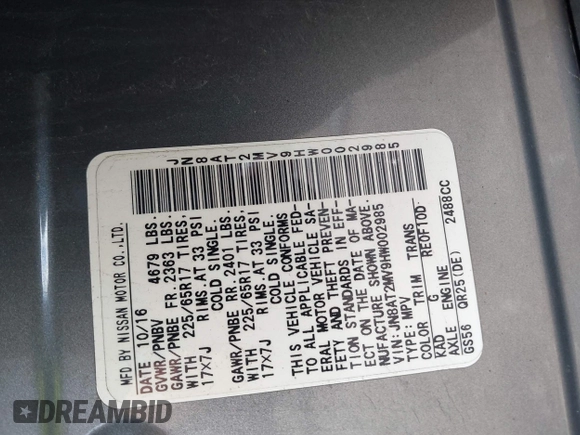 JN8AT2MV9HW002985
MFD BY NISSAN MOTOR CO.,LTD.
DATE 10/16
GVWR/PNBV 4679 LBS.
GAWR/PNBE FR. 2363 LBS.
WITH 225/65R17 TIRES,
17X7J RIMS.AT 33 PSI
COLD SINGLE.
GAWR/PNBE RR. 2401 LBS.
WITH 225/65R17 TIRES,
17X7J RIMS.AT 33 PSI
COLD SINGLE.
THIS VEHICLE CONFORMS
TO ALL APPLICABLE FED-
ERAL MOTOR VEHICLE SA-
FETY AND THEFT PREVEN-
TION STANDARDS IN EFF-
ECT ON THE DATE OF MA-
NUFACTURE SHOWN ABOVE.
VIN:JN8AT2MV9HW002985
TYPE: MPV
COLOR TRIM TRANS
KAD G RE0F10D
AXLE ENGINE
GS56 QR25(DE) 2488CC
DREAMBID